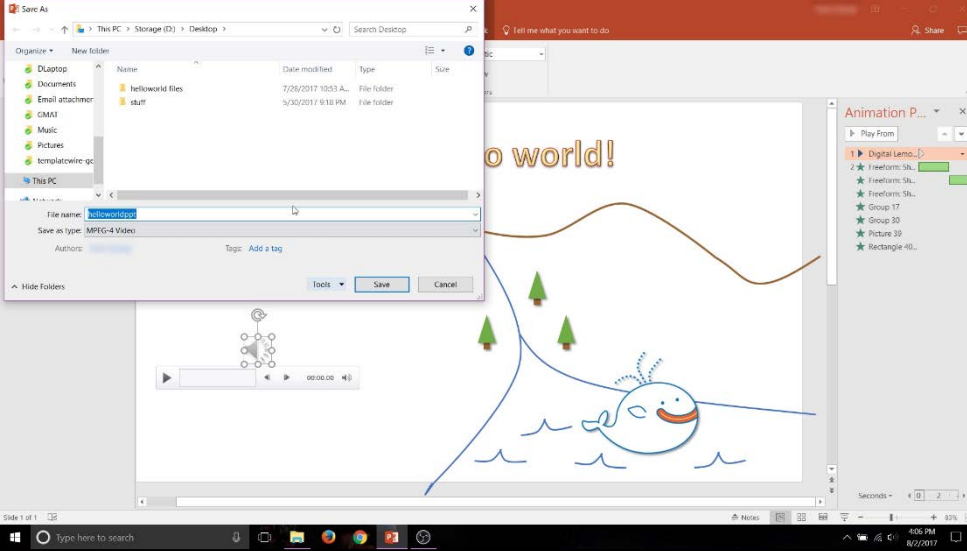 Save As
This PC > Storage (D:) > Desktop >
Search Desktop
Tell me what you want to do
Share
Organize
New folder
DLaptop
Documents
Email attachmen
GMAT
Music
Pictures
templatewire-ge
This PC
Name
Date modified
Type
Size
helloworld files
7/28/2017 10:53 A...
File folder
stuff
5/30/2017 9:18 PM
File folder
File name:
helloworldppt
Save as type:
MPEG-4 Video
Authors:
Tags:
Add a tag
Hide Folders
Tools
Save
Cancel
o world!
00:00.00
Animation P...
Play From
1 Digital Lemo...
2 Freeform: Sh...
Freeform: Sh...
Freeform: Sh...
Group 17
Group 30
Picture 39
Rectangle 40...
Seconds
0 2
Slide 1 of 1
Notes
93%
Type here to search
4:06 PM
8/2/2017